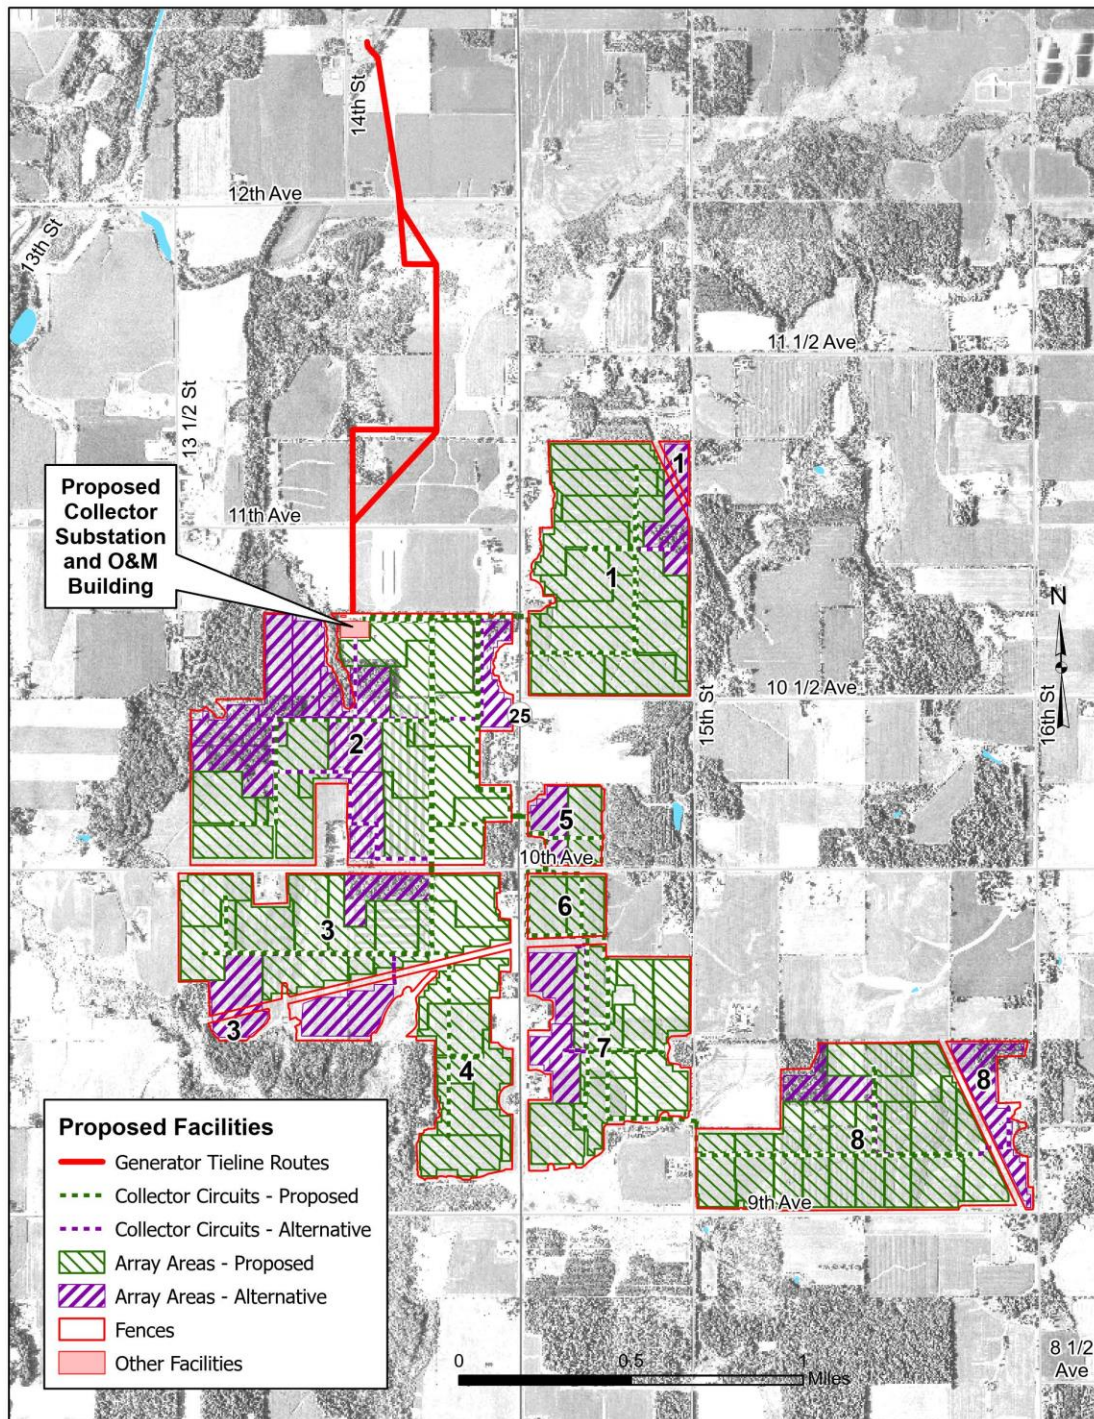 14th St
12th Ave
13th St
11 1/2 Ave
13 1/2 St
Proposed
Collector
Substation
and O&M
Building
11th Ave
1
1
N
15th St
10 1/2 Ave
16th St
25
2
5
10th Ave
6
3
3
7
4
8
8
9th Ave
Proposed Facilities
Generator Tieline Routes
Collector Circuits - Proposed
Collector Circuits - Alternative
Array Areas - Proposed
Array Areas - Alternative
Fences
Other Facilities
0 0.5 1
Miles
8 1/2
Ave